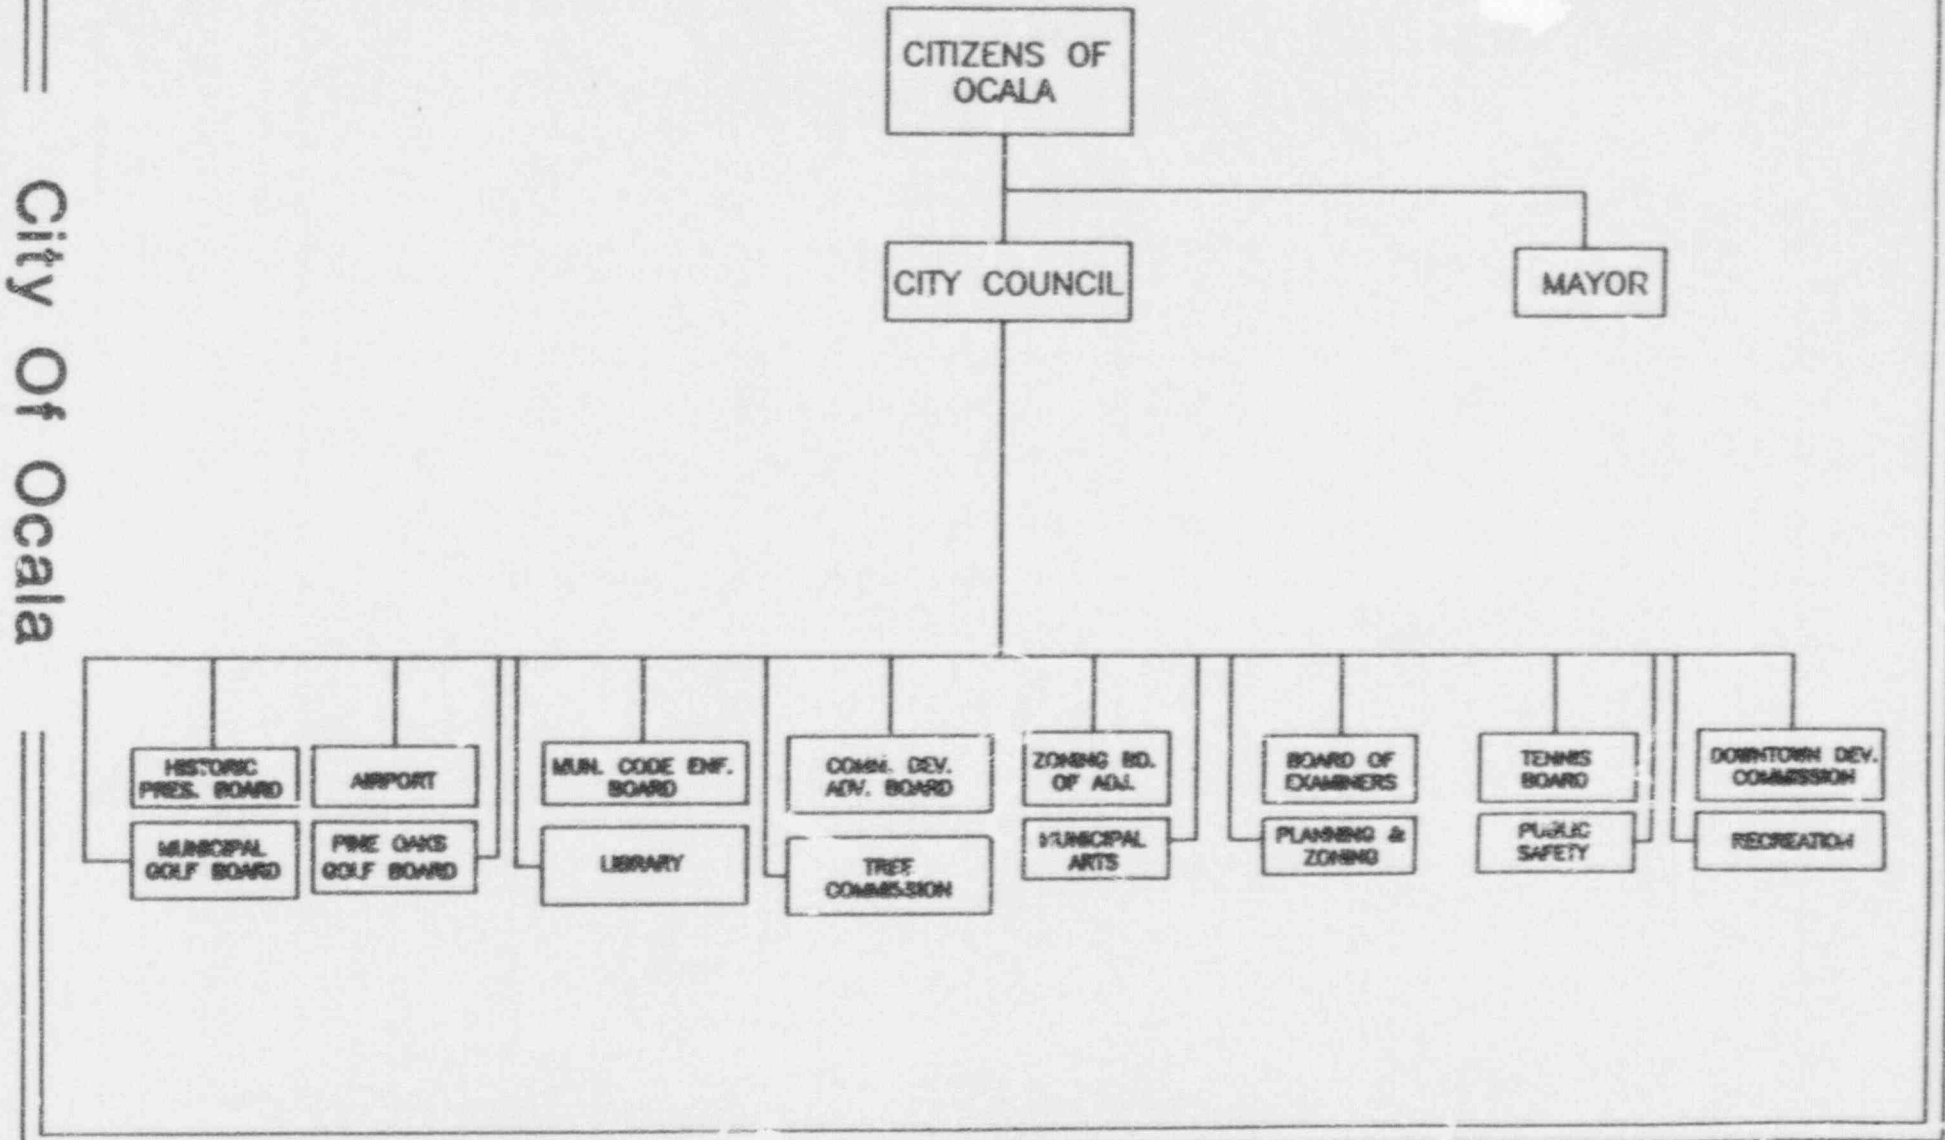 City Of Ocala
CITIZENS OF
OCALA
CITY COUNCIL
MAYOR
HISTORIC
PRES. BOARD
AIRPORT
MUN. CODE ENF.
BOARD
COMM. DEV.
ADV. BOARD
ZONING BD.
OF ADJ.
BOARD OF
EXAMINERS
TENNIS
BOARD
DOWNTOWN DEV.
COMMISSION
MUNICIPAL
GOLF BOARD
PINE OAKS
GOLF BOARD
LIBRARY
TREE
COMMISSION
MUNICIPAL
ARTS
PLANNING &
ZONING
PUBLIC
SAFETY
RECREATION